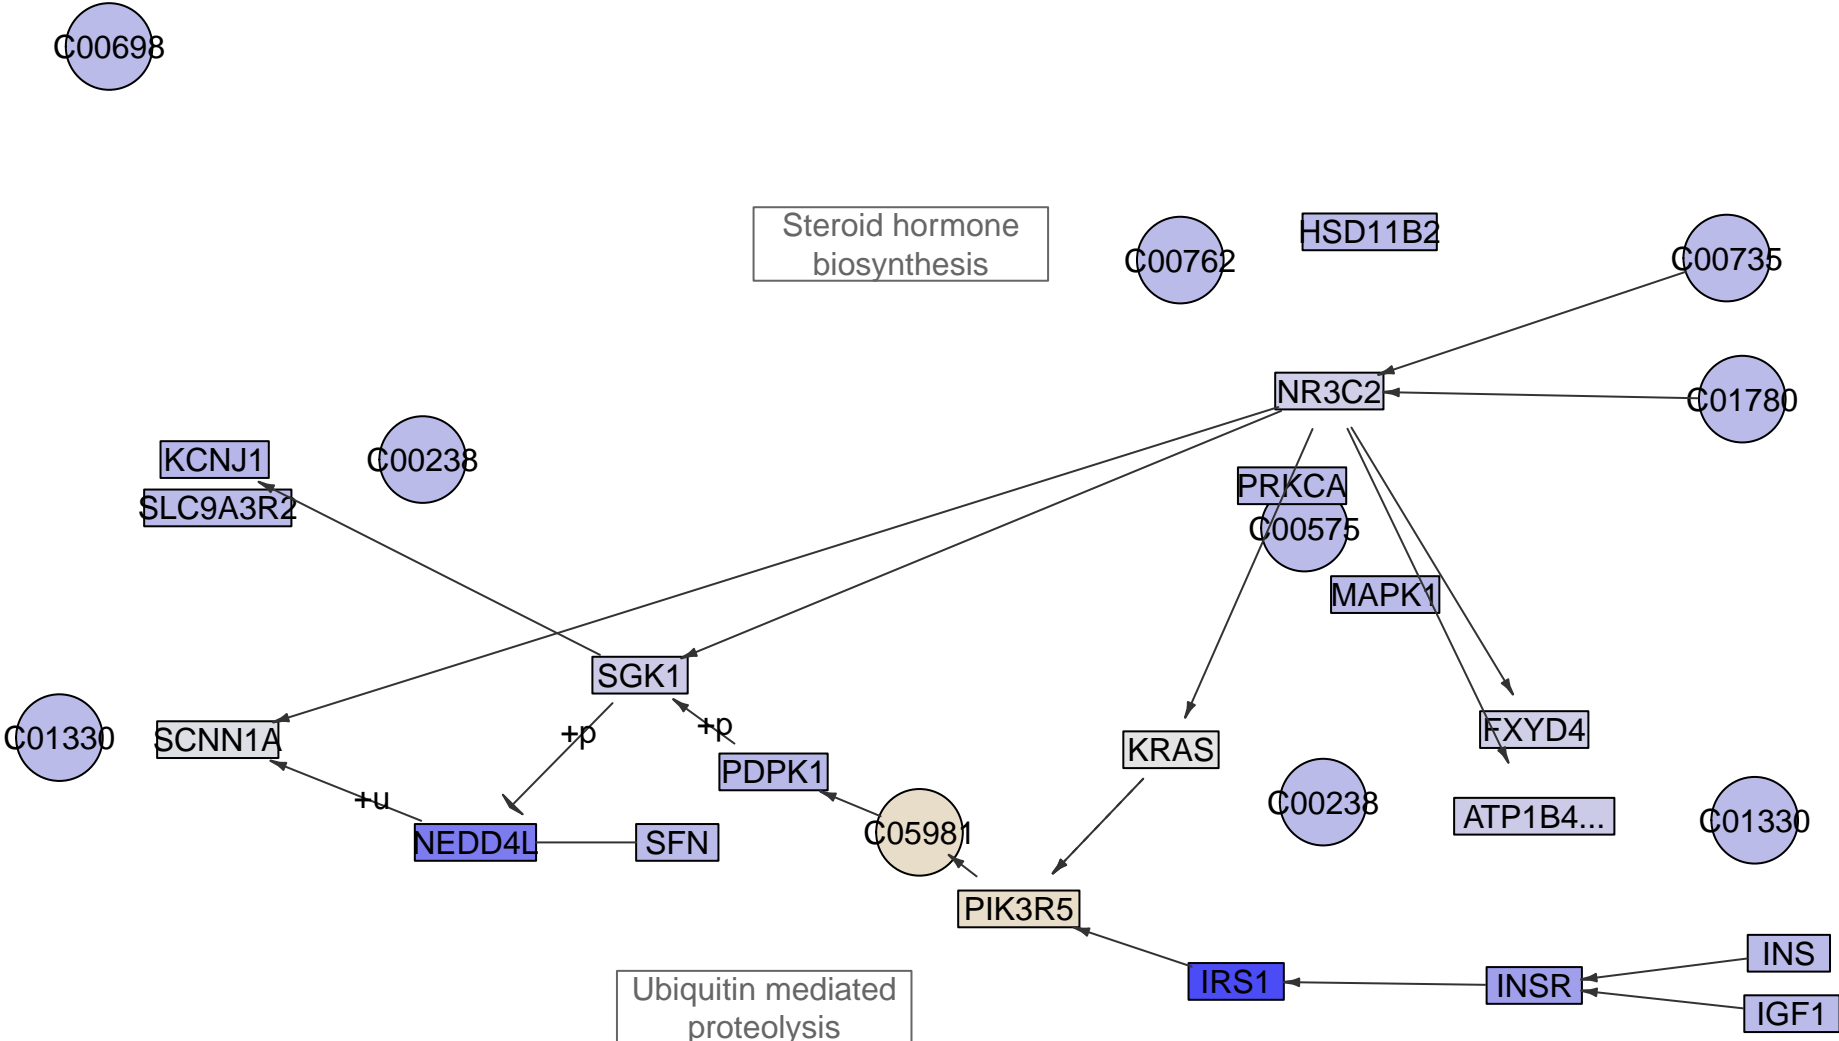 C00698
Steroid hormone
biosynthesis
C00762
HSD11B2
C00735
NR3C2
C01780
KCNJ1
C00238
SLC9A3R2
PRKCA
C00575
MAPK1
SGK1
+p
+p
C01330
SCNN1A
KRAS
FXYD4
PDPK1
+u
C00238
ATP1B4...
C01330
NEDD4L
SFN
C05981
PIK3R5
INS
IRS1
INSR
IGF1
Ubiquitin mediated
proteolysis